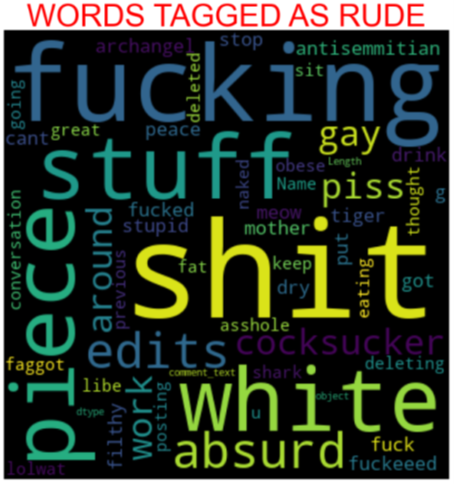 WORDS TAGGED AS RUDE
archangel
stop
fucking
antisemmitian
sit
going
deleted
cant
great
peace
gay
drink
stuff
obese
Length
Name
piss
thought
g
naked
conversation
piece
around
previous
fucked
stupid
meow
mother
tiger
put
shit
fat
keep
dry
eating
got
asshole
edits
cocksucker
faggot
libe
comment_text
shark
deleting
dtype
work
filthy
posting
white
u
object
absurd
fuck
lolwat
fuckeeed